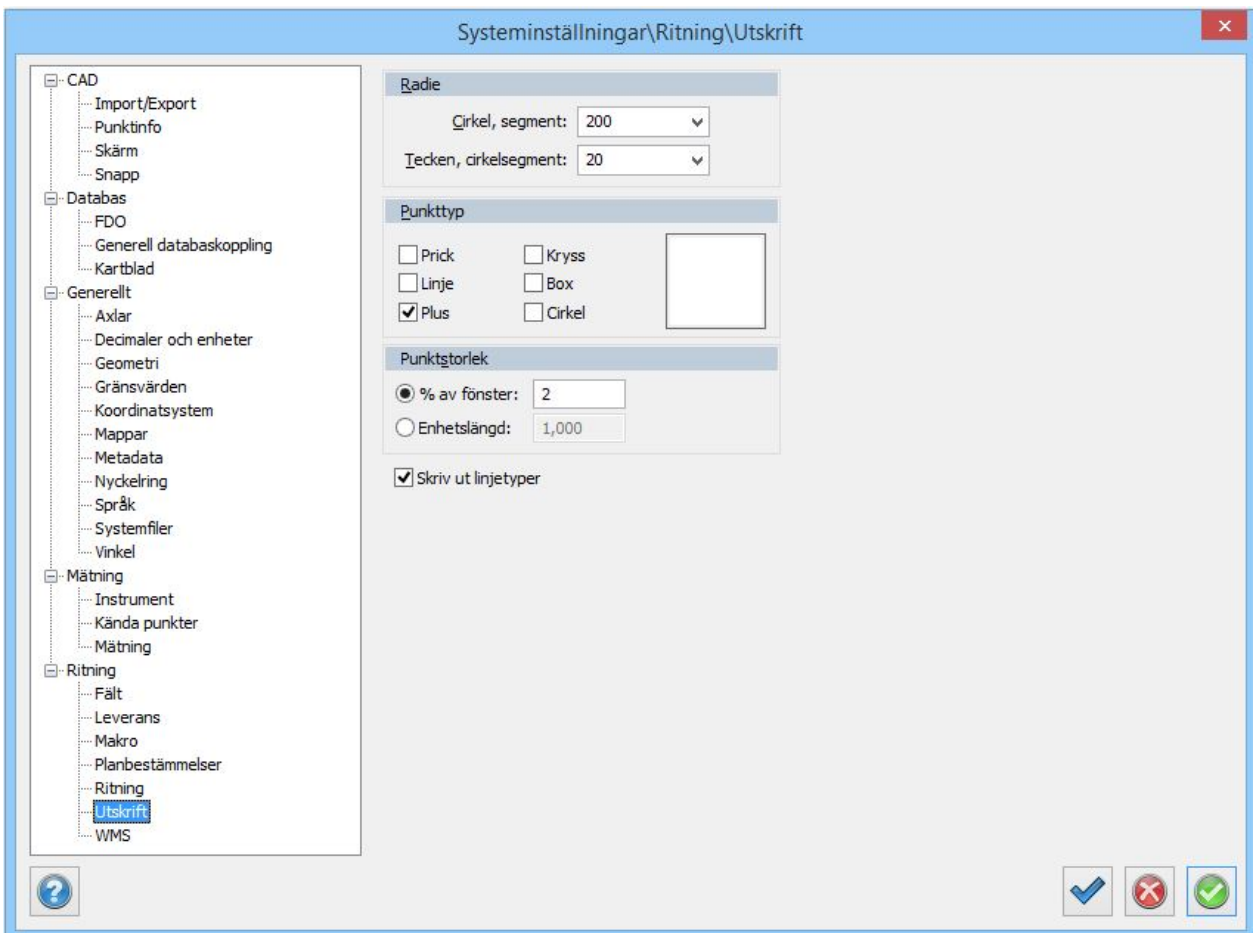 Systeminställningar\Ritning\Utskrift
CAD
Import/Export
Punktinfo
Skärm
Snapp
Databas
FDO
Generell databaskoppling
Kartblad
Generellt
Axlar
Decimaler och enheter
Geometri
Gränsvärden
Koordinatsystem
Mappar
Metadata
Nyckelring
Språk
Systemfiler
Vinkel
Mätning
Instrument
Kända punkter
Mätning
Ritning
Fält
Leverans
Makro
Planbestämmelser
Ritning
Utskrift
WMS
Radie
Cirkel, segment: 200
Tecken, cirkelsegment: 20
Punkttyp
Prick Kryss
Linje Box
Plus Cirkel
Punktstorlek
% av fönster: 2
Enhetslängd: 1,000
Skriv ut linjetyper